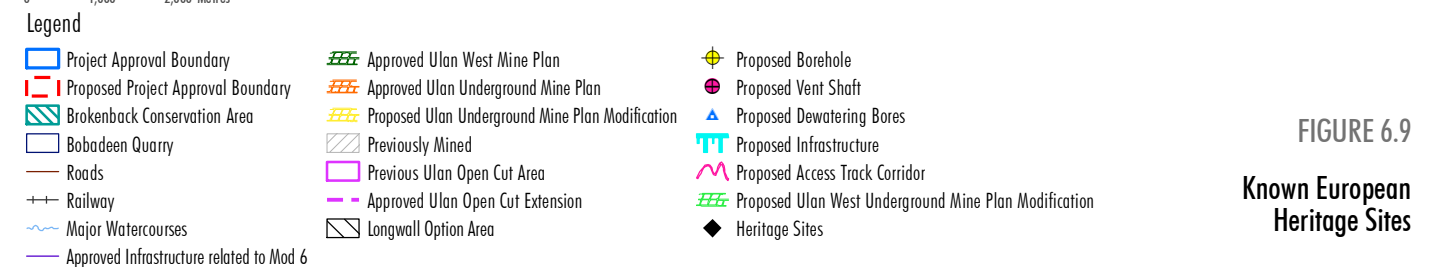 Legend
Project Approval Boundary
Proposed Project Approval Boundary
Brokenback Conservation Area
Bobadeen Quarry
Roads
Railway
Major Watercourses
Approved Infrastructure related to Mod 6
Approved Ulan West Mine Plan
Approved Ulan Underground Mine Plan
Proposed Ulan Underground Mine Plan Modification
Previously Mined
Previous Ulan Open Cut Area
Approved Ulan Open Cut Extension
Longwall Option Area
Proposed Borehole
Proposed Vent Shaft
Proposed Dewatering Bores
Proposed Infrastructure
Proposed Access Track Corridor
Proposed Ulan West Underground Mine Plan Modification
Heritage Sites
FIGURE 6.9
Known European
Heritage Sites